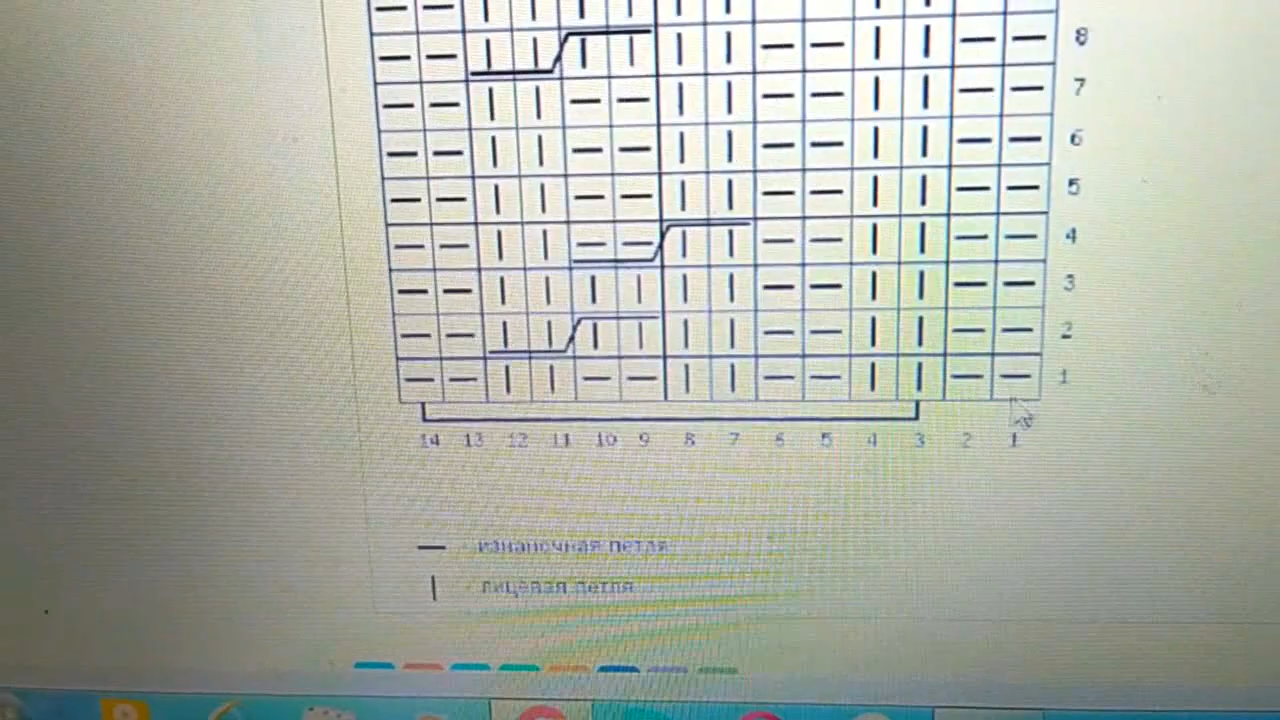 8
7
6
5
4
3
2
1
14 13 12 11 10 9 8 7 6 5 4 3 2 1
— - изнаночная петля
| - лицевая петля